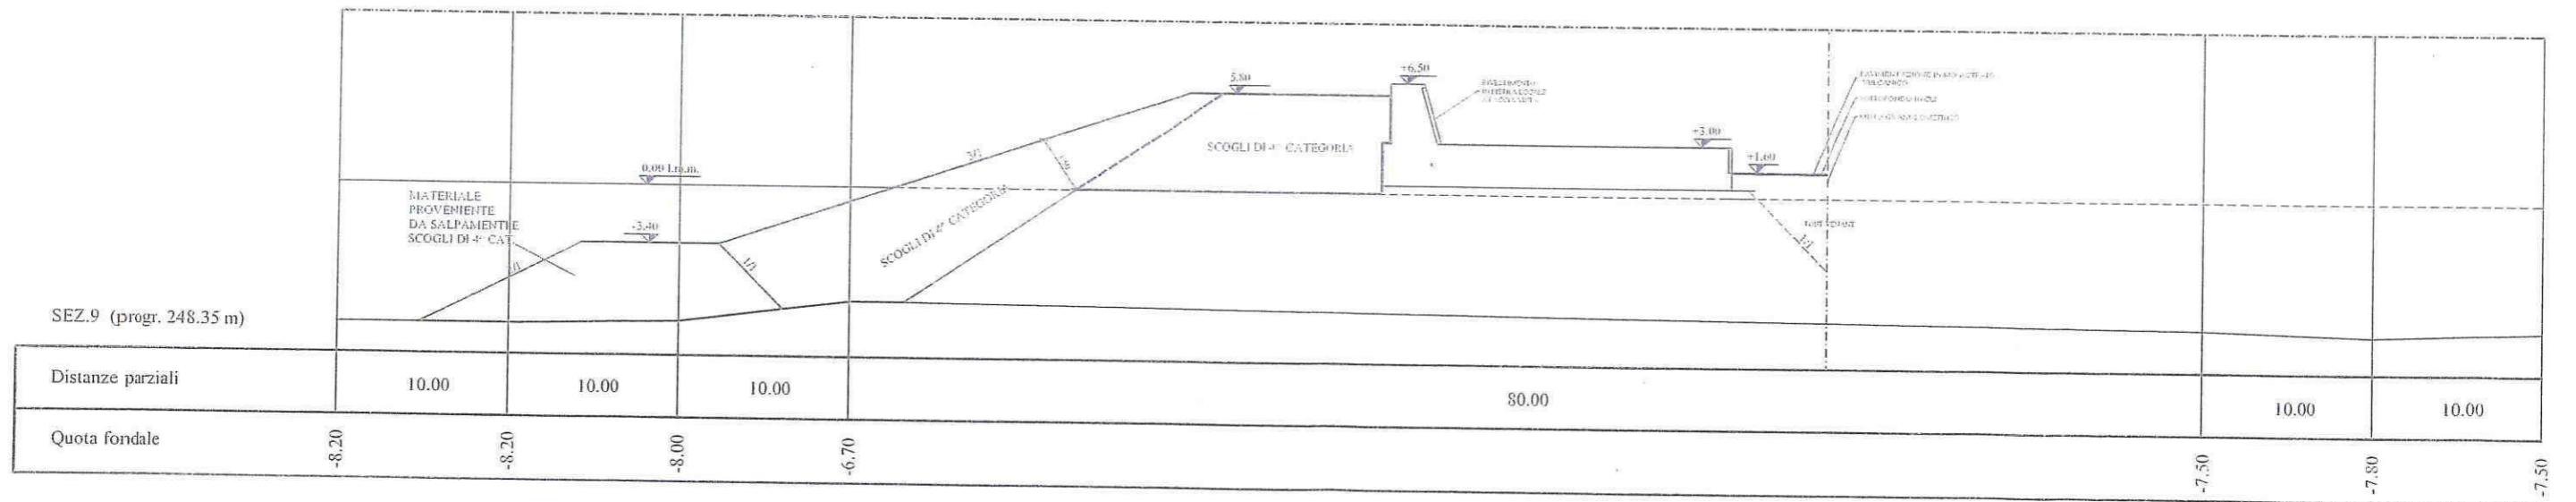 +6,50
5,80
SCOGLI DI 4° CATEGORIA
+3,00
+1,60
0,00 l.m.m.
3/1
MATERIALE
PROVENIENTE
DA SALPAMENTI E
SCOGLI DI 4° CAT.
-3,40
SCOGLI DI 4° CATEGORIA
1/1
1/1
SEZ.9 (progr. 248.35 m)
Distanze parziali
10.00
10.00
10.00
80.00
10.00
10.00
Quota fondale
-8.20
-8.20
-8.00
-6.70
-7.50
-7.80
-7.50